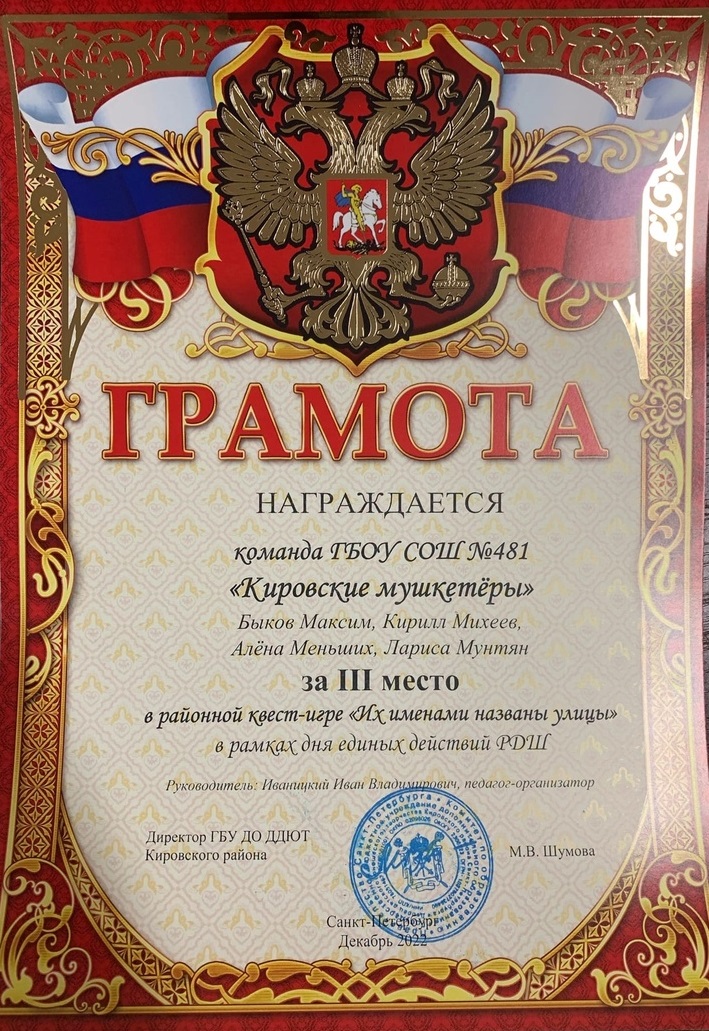 ГРАМОТА
НАГРАЖДАЕТСЯ
команда ГБОУ СОШ №481
«Кировские мушкетёры»
Быков Максим, Кирилл Михеев,
Алёна Меньших, Лариса Мунтян
за III место
в районной квест-игре «Их именами названы улицы»
в рамках дня единых действий РДШ
Руководитель: Иваницкий Иван Владимирович, педагог-организатор
Директор ГБУ ДО ДДЮТ
Кировского района
М.В. Шумова
Санкт-Петербург
Декабрь 2022